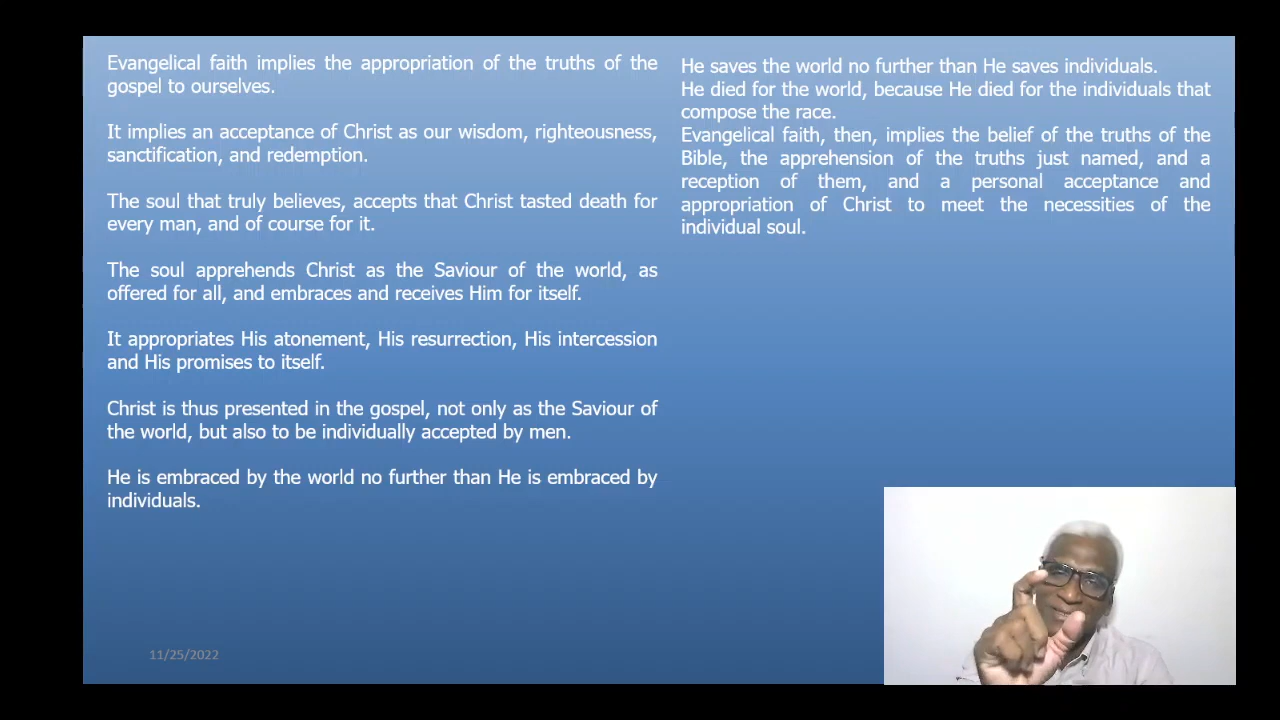 Evangelical faith implies the appropriation of the truths of the
gospel to ourselves.
It implies an acceptance of Christ as our wisdom, righteousness,
sanctification, and redemption.
The soul that truly believes, accepts that Christ tasted death for
every man, and of course for it.
The soul apprehends Christ as the Saviour of the world, as
offered for all, and embraces and receives Him for itself.
It appropriates His atonement, His resurrection, His intercession
and His promises to itself.
Christ is thus presented in the gospel, not only as the Saviour of
the world, but also to be individually accepted by men.
He is embraced by the world no further than He is embraced by
individuals.
He saves the world no further than He saves individuals.
He died for the world, because He died for the individuals that
compose the race.
Evangelical faith, then, implies the belief of the truths of the
Bible, the apprehension of the truths just named, and a
reception of them, and a personal acceptance and
appropriation of Christ to meet the necessities of the
individual soul.
11/25/2022